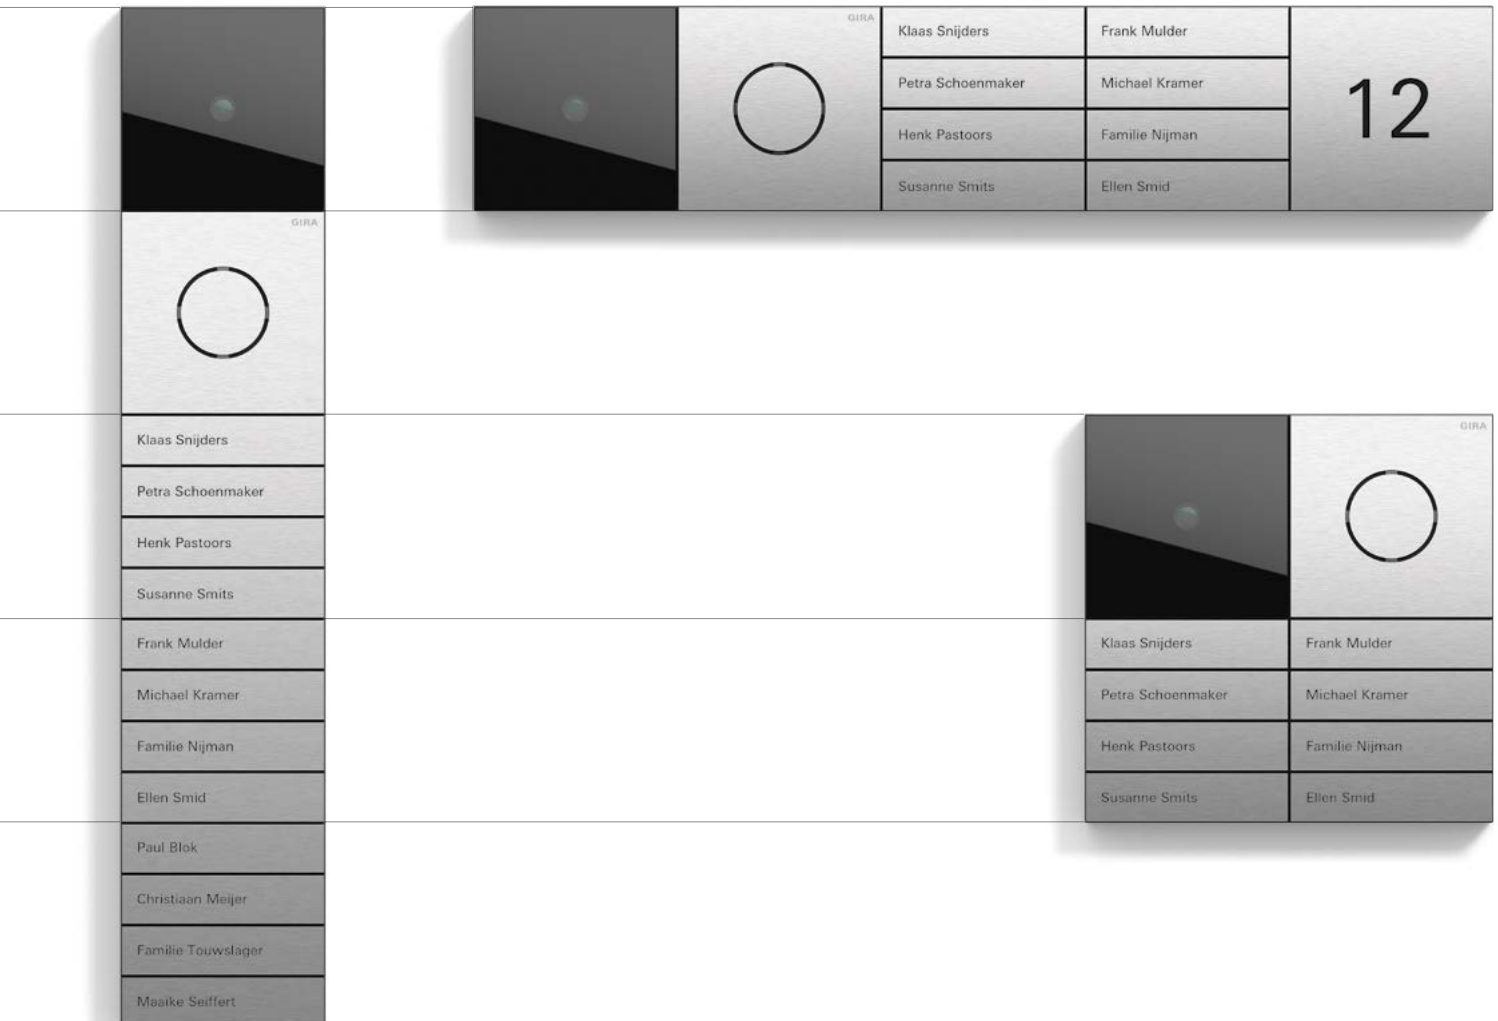 GIRA
Klaas Snijders
Petra Schoenmaker
Henk Pastoors
Susanne Smits
Frank Mulder
Michael Kramer
Familie Nijman
Ellen Smid
Paul Blok
Christiaan Meijer
Familie Touwslager
Maaike Seiffert
GIRA
Klaas Snijders
Petra Schoenmaker
Henk Pastoors
Susanne Smits
Frank Mulder
Michael Kramer
Familie Nijman
Ellen Smid
12
GIRA
Klaas Snijders
Petra Schoenmaker
Henk Pastoors
Susanne Smits
Frank Mulder
Michael Kramer
Familie Nijman
Ellen Smid